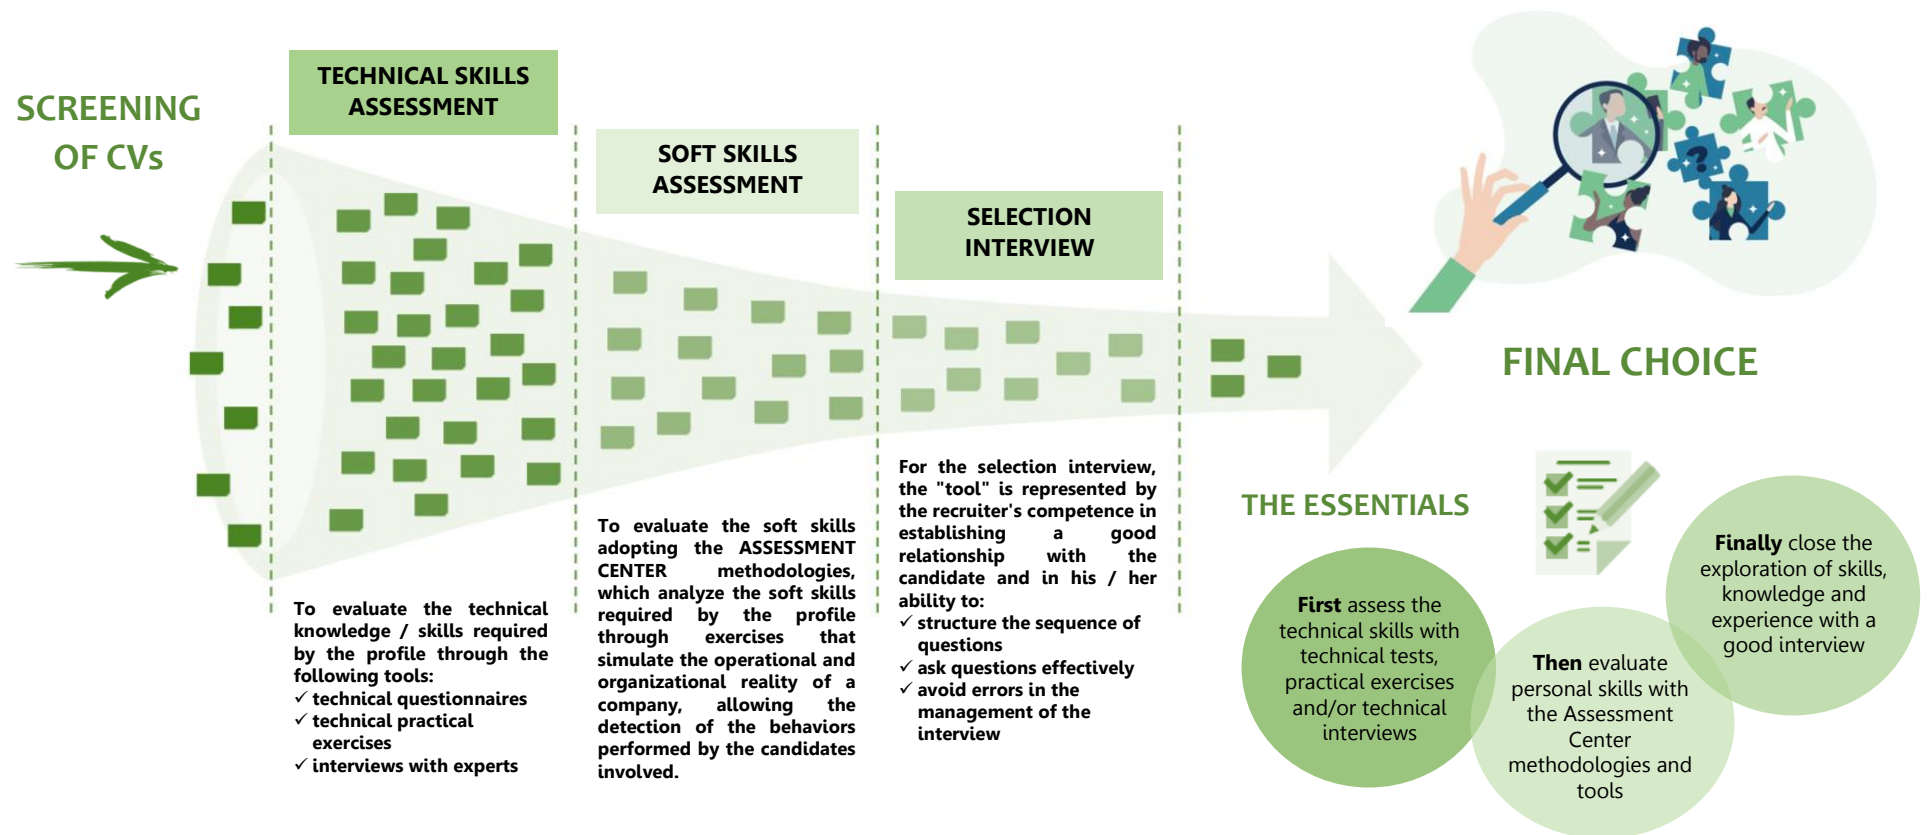 SCREENING
OF CVs
TECHNICAL SKILLS
ASSESSMENT
SOFT SKILLS
ASSESSMENT
SELECTION
INTERVIEW
To evaluate the technical
knowledge / skills required
by the profile through the
following tools:
✓ technical questionnaires
✓ technical practical
exercises
✓ interviews with experts
To evaluate the soft skills
adopting the ASSESSMENT
CENTER methodologies,
which analyze the soft skills
required by the profile
through exercises that
simulate the operational and
organizational reality of a
company, allowing the
detection of the behaviors
performed by the candidates
involved.
For the selection interview,
the "tool" is represented by
the recruiter's competence in
establishing a good
relationship with the
candidate and in his / her
ability to:
✓ structure the sequence of
questions
✓ ask questions effectively
✓ avoid errors in the
management of the
interview
?
FINAL CHOICE
THE ESSENTIALS
First assess the
technical skills with
technical tests,
practical exercises
and/or technical
interviews
Then evaluate
personal skills with
the Assessment
Center
methodologies and
tools
Finally close the
exploration of skills,
knowledge and
experience with a
good interview